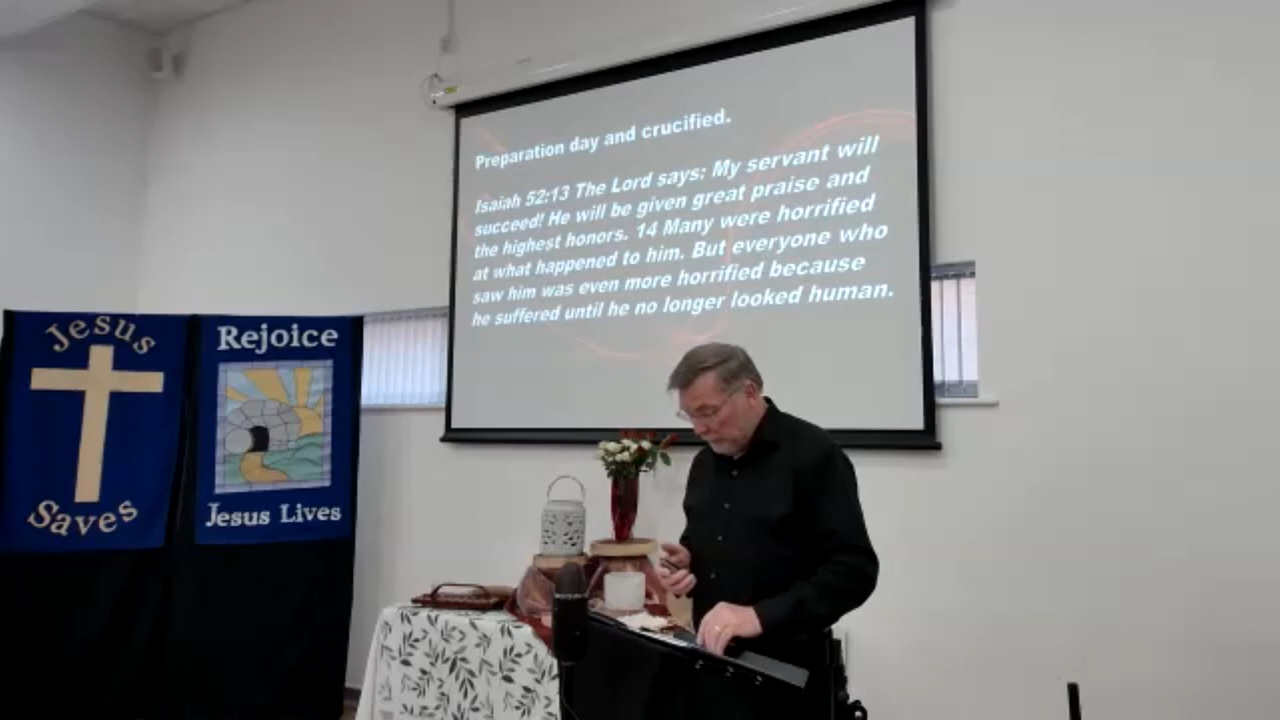 Preparation day and crucified.
Isaiah 52:13 The Lord says: My servant will
succeed! He will be given great praise and
the highest honors. 14 Many were horrified
at what happened to him. But everyone who
saw him was even more horrified because
he suffered until he no longer looked human.
Jesus
Saves
Rejoice
Jesus Lives